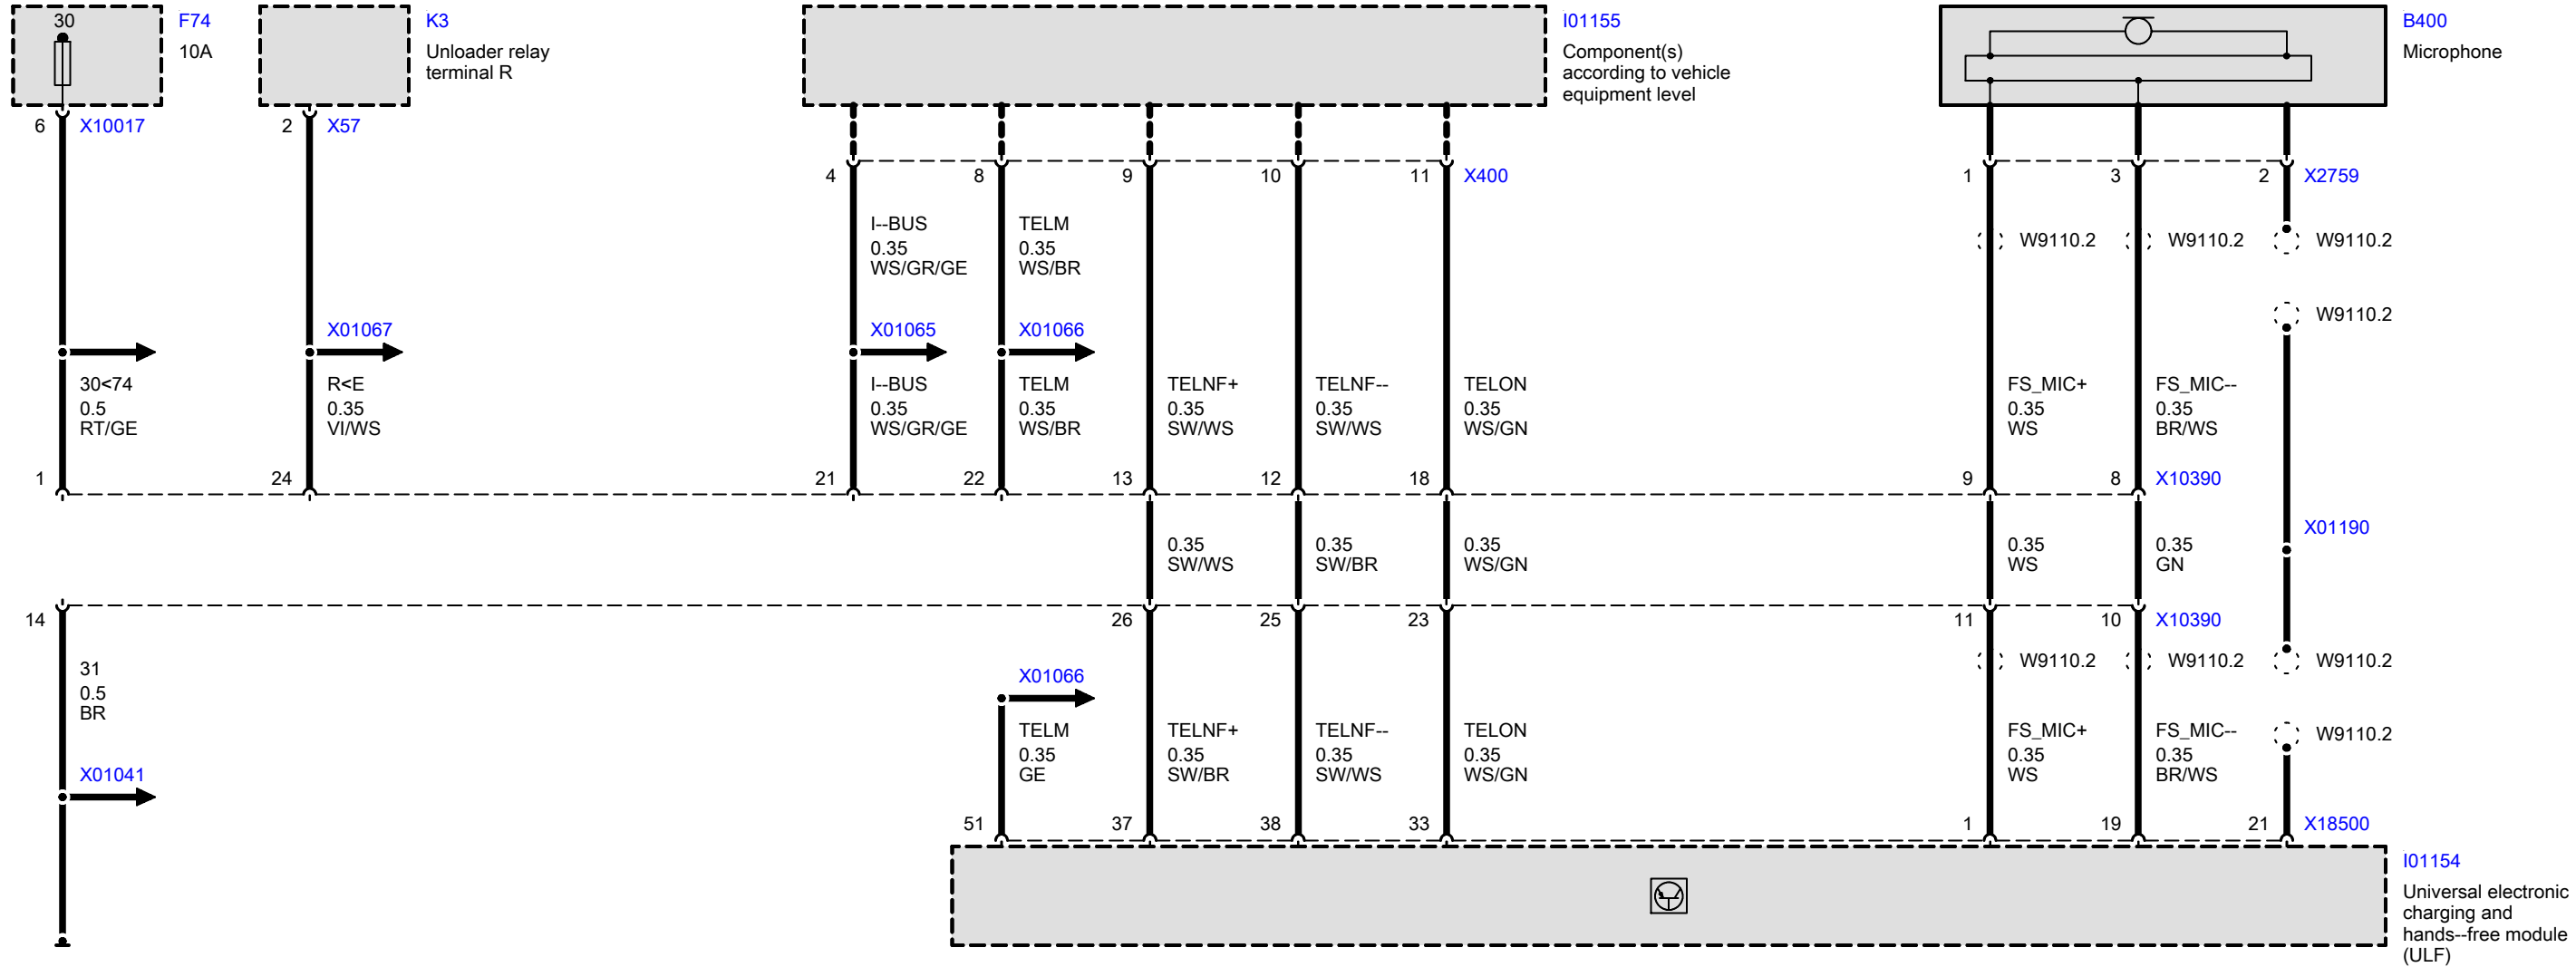 30
F74
10A
K3
Unloader relay
terminal R
I01155
Component(s)
according to vehicle
equipment level
B400
Microphone
6
X10017
2
X57
4
8
9
10
11
X400
1
3
2
X2759
I--BUS
0.35
WS/GR/GE
TELM
0.35
WS/BR
W9110.2
W9110.2
W9110.2
W9110.2
X01067
X01065
X01066
30<74
0.5
RT/GE
R<E
0.35
VI/WS
I--BUS
0.35
WS/GR/GE
TELM
0.35
WS/BR
TELNF+
0.35
SW/WS
TELNF--
0.35
SW/WS
TELON
0.35
WS/GN
FS_MIC+
0.35
WS
FS_MIC--
0.35
BR/WS
1
24
21
22
13
12
18
9
8
X10390
0.35
SW/WS
0.35
SW/BR
0.35
WS/GN
0.35
WS
0.35
GN
X01190
14
26
25
23
11
10
X10390
31
0.5
BR
X01066
W9110.2
W9110.2
W9110.2
W9110.2
TELM
0.35
GE
TELNF+
0.35
SW/BR
TELNF--
0.35
SW/WS
TELON
0.35
WS/GN
FS_MIC+
0.35
WS
FS_MIC--
0.35
BR/WS
X01041
51
37
38
33
1
19
21
X18500
I01154
Universal electronic
charging and
hands--free module
(ULF)